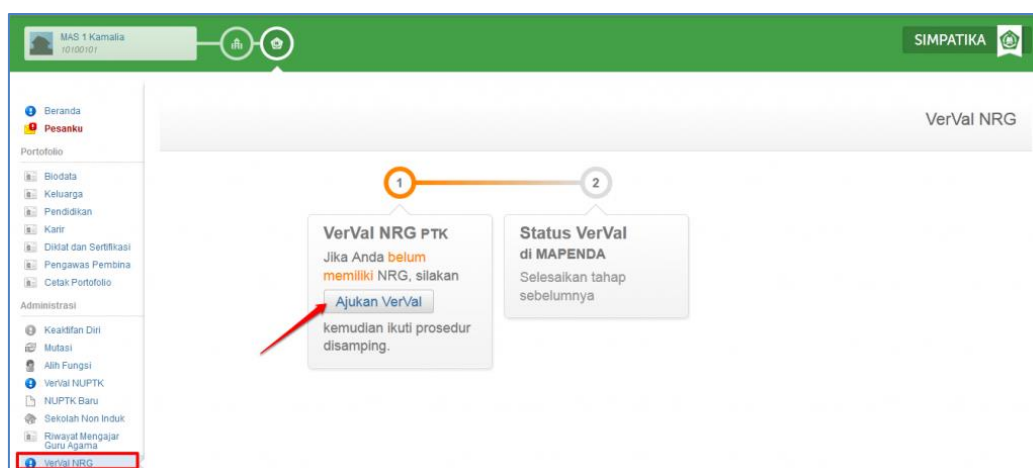 MAS 1 Kamalia
10100101
SIMPATIKA
Beranda
Pesanku
Portofolio
Biodata
Keluarga
Pendidikan
Karir
Diklat dan Sertifikasi
Pengawas Pembina
Cetak Portofolio
Administrasi
Keaktifan Diri
Mutasi
Alih Fungsi
VerVal NUPTK
NUPTK Baru
Sekolah Non Induk
Riwayat Mengajar
Guru Agama
VerVal NRG
VerVal NRG
1
2
VerVal NRG PTK
Jika Anda belum
memiliki NRG, silakan
Ajukan VerVal
kemudian ikuti prosedur
disamping.
Status VerVal
di MAPENDA
Selesaikan tahap
sebelumnya